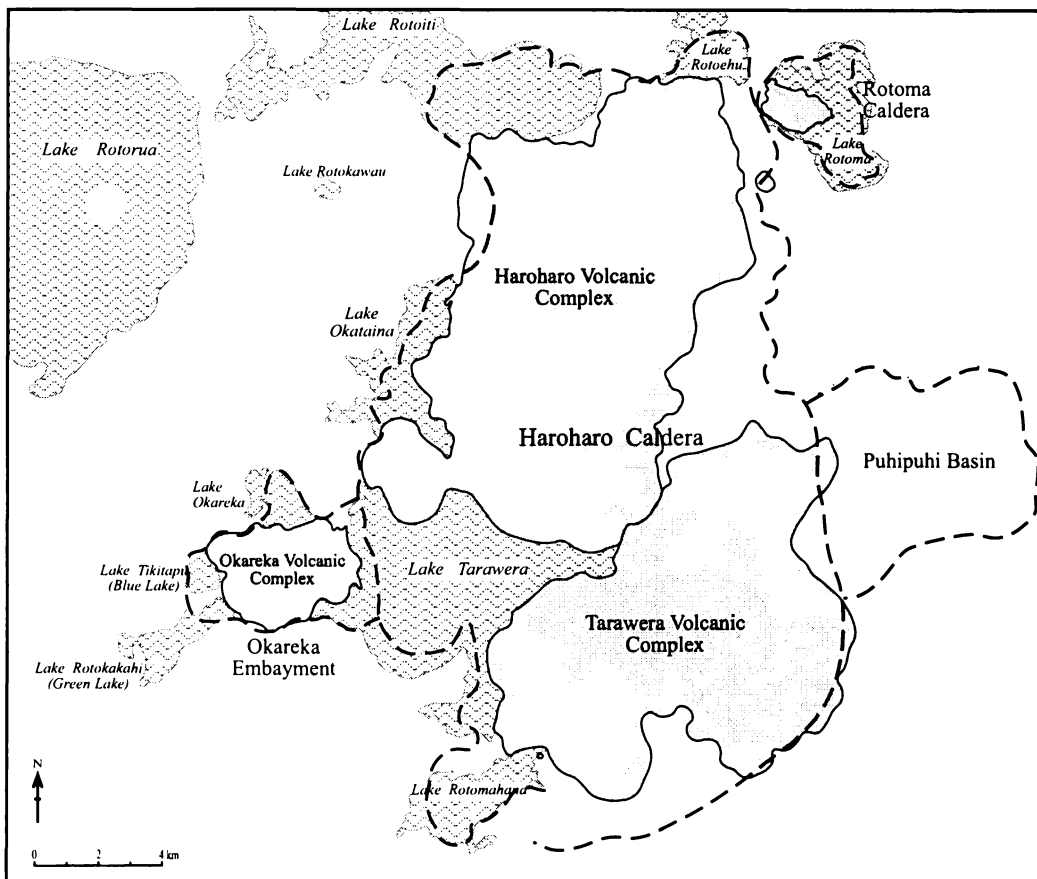 Lake Rotoiti
Lake
Rotoehu
Rotoma
Caldera
Lake Rotorua
Lake
Rotoma
Lake Rotokawau
Haroharo Volcanic
Complex
Lake
Okataina
Haroharo Caldera
Puhipuhi Basin
Lake
Okareka
Okareka Volcanic
Complex
Lake Tikitapu
(Blue Lake)
Lake Tarawera
Tarawera Volcanic
Complex
Okareka
Embayment
Lake Rotokakahi
(Green Lake)
N
Lake Rotomahana
0 2 4 km